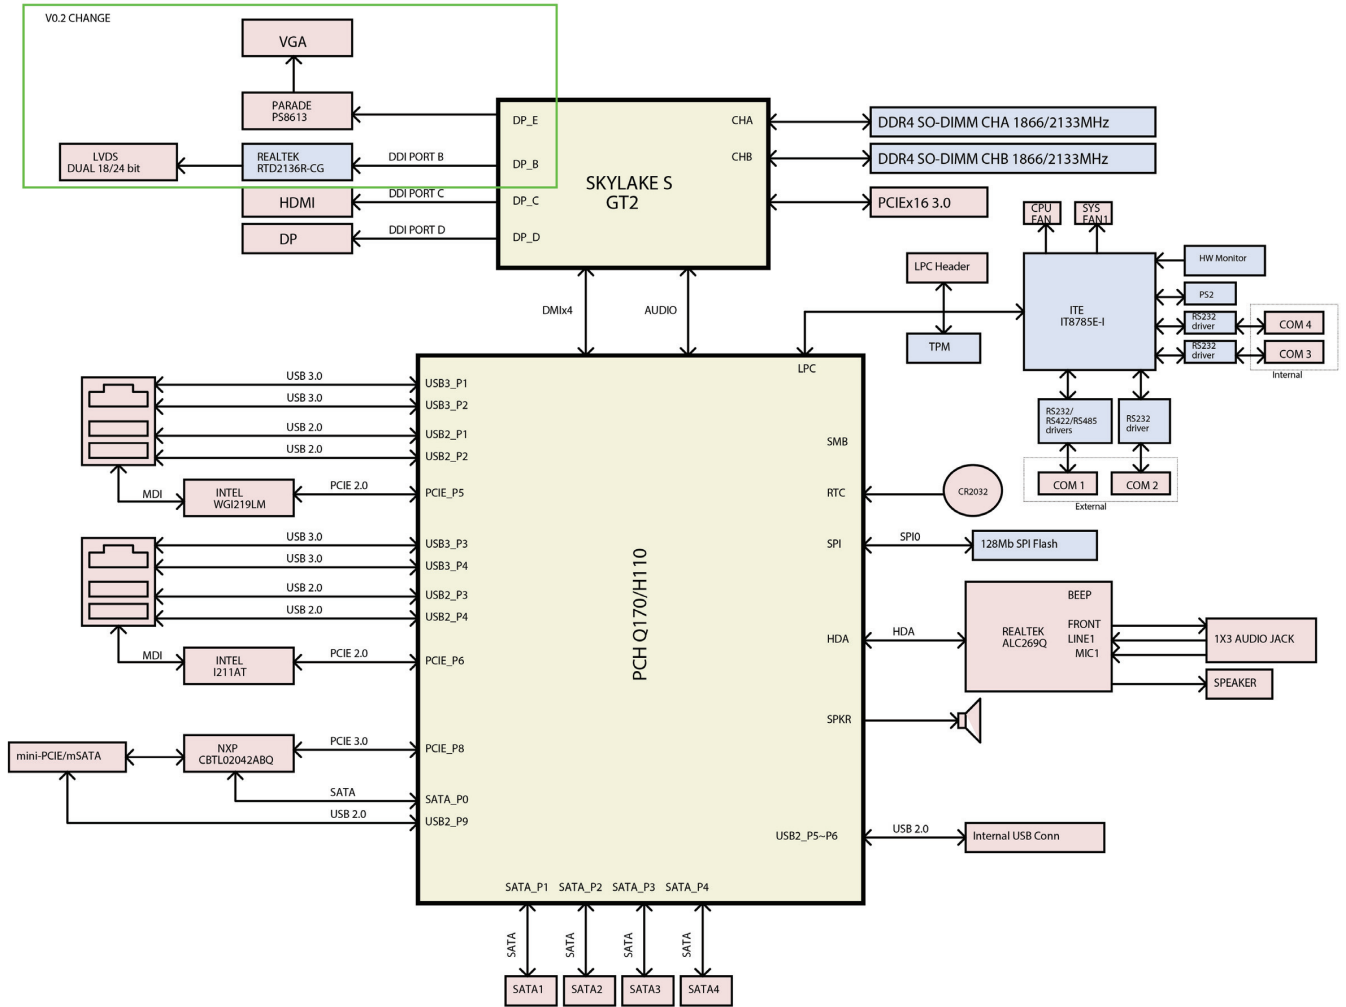 V0.2 CHANGE
VGA
PARADE
PS8613
DP_E
LVDS
DUAL 18/24 bit
REALTEK
RTD2136R-CG
DDI PORT B
DP_B
HDMI
DDI PORT C
DP_C
DP
DDI PORT D
DP_D
SKYLAKE S
GT2
CHA
CHB
DDR4 SO-DIMM CHA 1866/2133MHz
DDR4 SO-DIMM CHB 1866/2133MHz
PCIEx16 3.0
CPU
FAN
SYS
FAN1
LPC Header
TPM
ITE
IT8785E-I
HW Monitor
PS2
RS232
driver
COM 4
RS232
driver
COM 3
Internal
RS232/
RS422/RS485
drivers
RS232
driver
COM 1
COM 2
External
DMIx4
AUDIO
LPC
USB 3.0
USB3_P1
USB 3.0
USB3_P2
USB 2.0
USB2_P1
USB 2.0
USB2_P2
MDI
INTEL
WGI219LM
PCIE 2.0
PCIE_P5
USB 3.0
USB3_P3
USB 3.0
USB3_P4
USB 2.0
USB2_P3
USB 2.0
USB2_P4
MDI
INTEL
I211AT
PCIE 2.0
PCIE_P6
mini-PCIE/mSATA
NXP
CBTL02042ABQ
PCIE 3.0
PCIE_P8
SATA
SATA_P0
USB 2.0
USB2_P9
PCH Q170/H110
SMB
RTC
CR2032
SPI
SPI0
128Mb SPI Flash
HDA
HDA
REALTEK
ALC269Q
BEEP
FRONT
LINE1
MIC1
1X3 AUDIO JACK
SPEAKER
SPKR
USB2_P5~P6
USB 2.0
Internal USB Conn
SATA_P1
SATA_P2
SATA_P3
SATA_P4
SATA
SATA
SATA
SATA
SATA1
SATA2
SATA3
SATA4